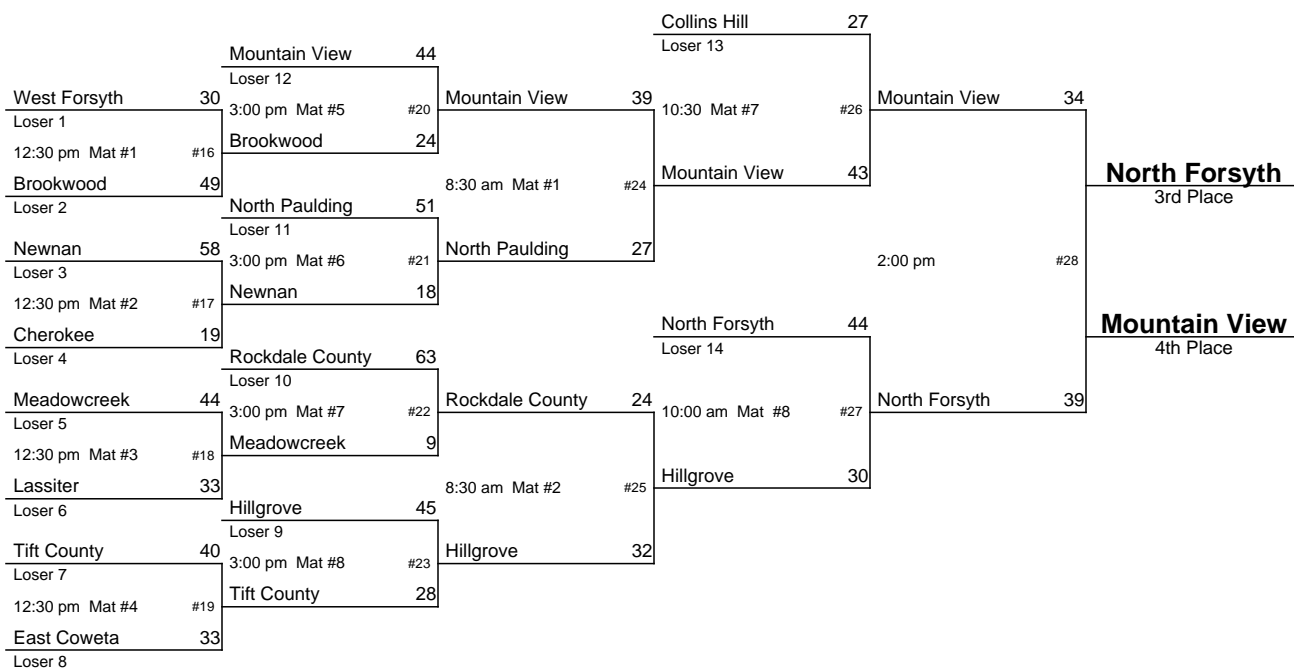 Collins Hill 27
Loser 13
Mountain View 44
Loser 12
West Forsyth 30
3:00 pm Mat #5 #20
Mountain View 39
10:30 Mat #7 #26
Mountain View 34
Loser 1
12:30 pm Mat #1 #16
Brookwood 24
Brookwood 49
Loser 2
8:30 am Mat #1 #24
Mountain View 43
North Forsyth
3rd Place
North Paulding 51
Loser 11
Newnan 58
Loser 3
3:00 pm Mat #6 #21
North Paulding 27
2:00 pm #28
12:30 pm Mat #2 #17
Newnan 18
Cherokee 19
Loser 4
North Forsyth 44
Loser 14
Mountain View
4th Place
Rockdale County 63
Loser 10
Meadowcreek 44
Loser 5
3:00 pm Mat #7 #22
Rockdale County 24
10:00 am Mat #8 #27
North Forsyth 39
12:30 pm Mat #3 #18
Meadowcreek 9
Lassiter 33
Loser 6
8:30 am Mat #2 #25
Hillgrove 30
Hillgrove 45
Loser 9
Tift County 40
Loser 7
3:00 pm Mat #8 #23
Hillgrove 32
12:30 pm Mat #4 #19
Tift County 28
East Coweta 33
Loser 8